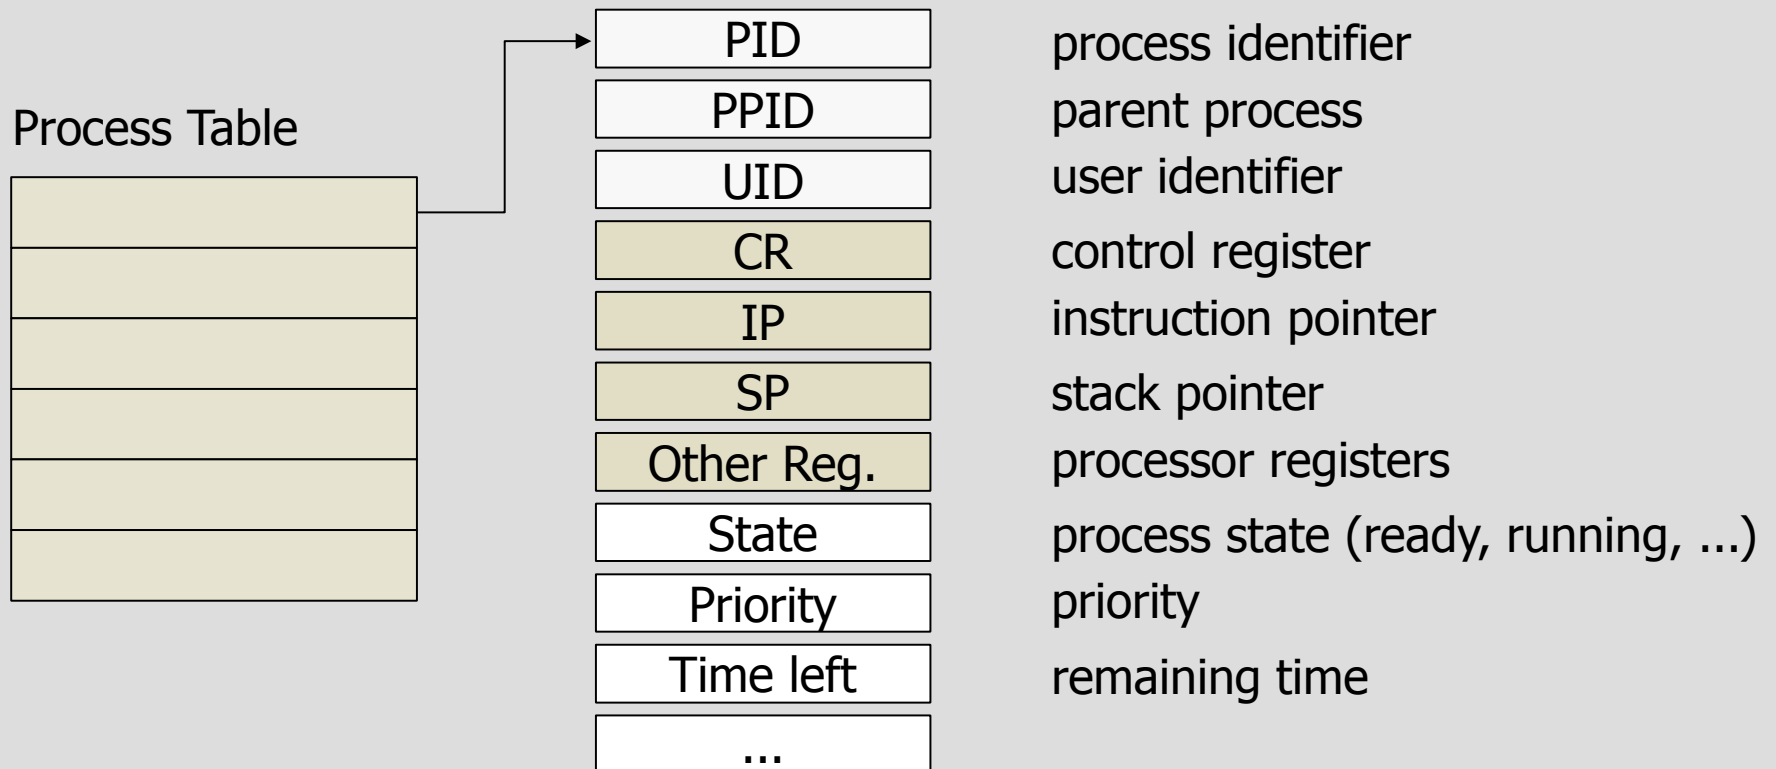 Process Table
PID process identifier
PPID parent process
UID user identifier
CR control register
IP instruction pointer
SP stack pointer
Other Reg. processor registers
State process state (ready, running, ...)
Priority priority
Time left remaining time
...